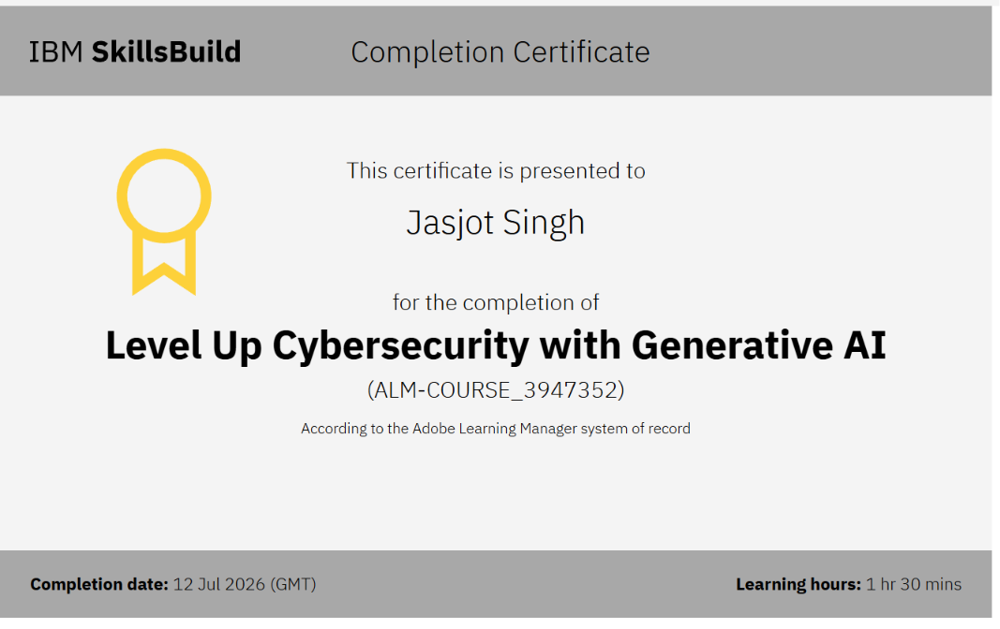 IBM SkillsBuild
Completion Certificate
This certificate is presented to
Jasjot Singh
for the completion of
Level Up Cybersecurity with Generative AI
(ALM-COURSE_3947352)
According to the Adobe Learning Manager system of record
Completion date: 12 Jul 2026 (GMT)
Learning hours: 1 hr 30 mins